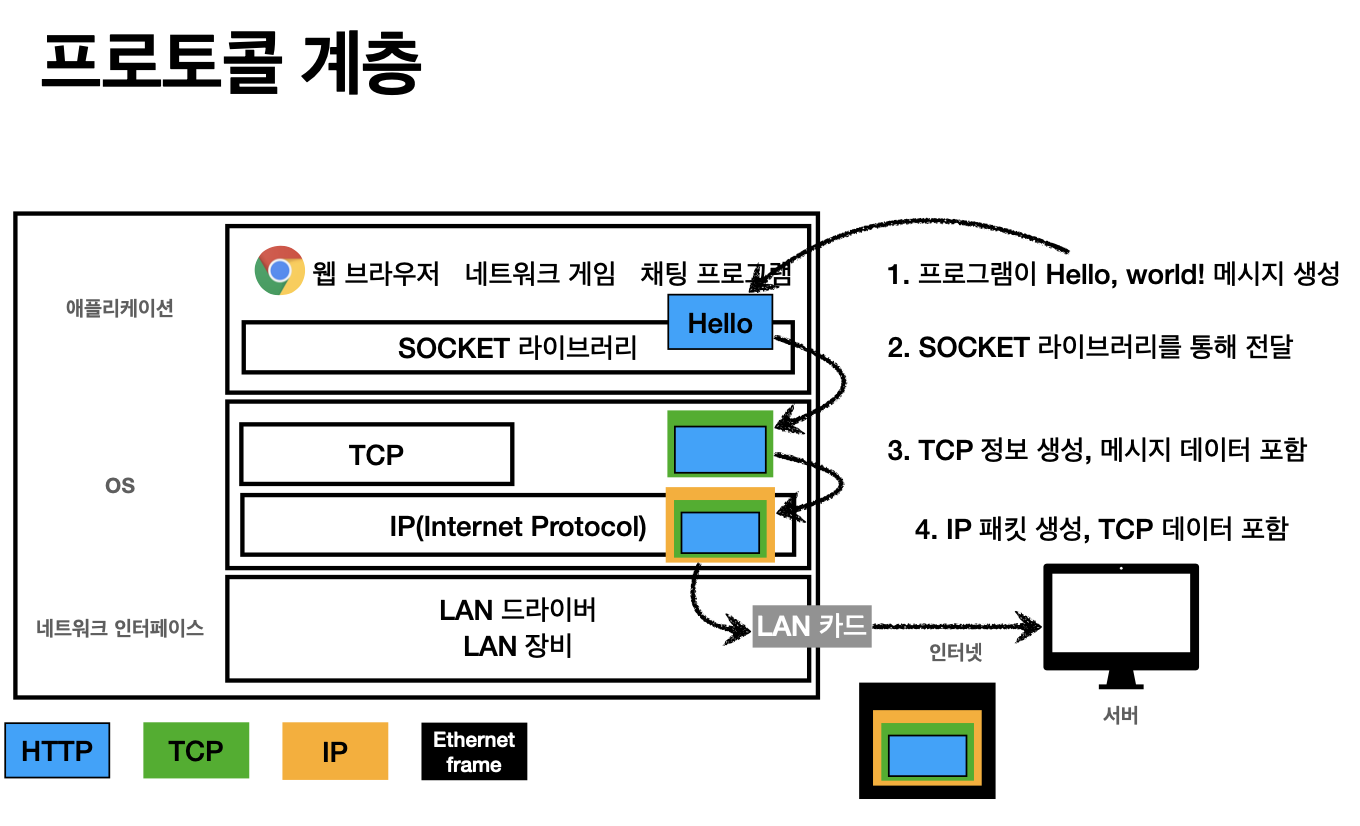 프로토콜 계층
애플리케이션
웹 브라우저 네트워크 게임 채팅 프로그램
Hello
SOCKET 라이브러리
1. 프로그램이 Hello, world! 메시지 생성
2. SOCKET 라이브러리를 통해 전달
OS
TCP
IP(Internet Protocol)
3. TCP 정보 생성, 메시지 데이터 포함
4. IP 패킷 생성, TCP 데이터 포함
네트워크 인터페이스
LAN 드라이버
LAN 장비
LAN 카드
인터넷
서버
HTTP
TCP
IP
Ethernet
frame